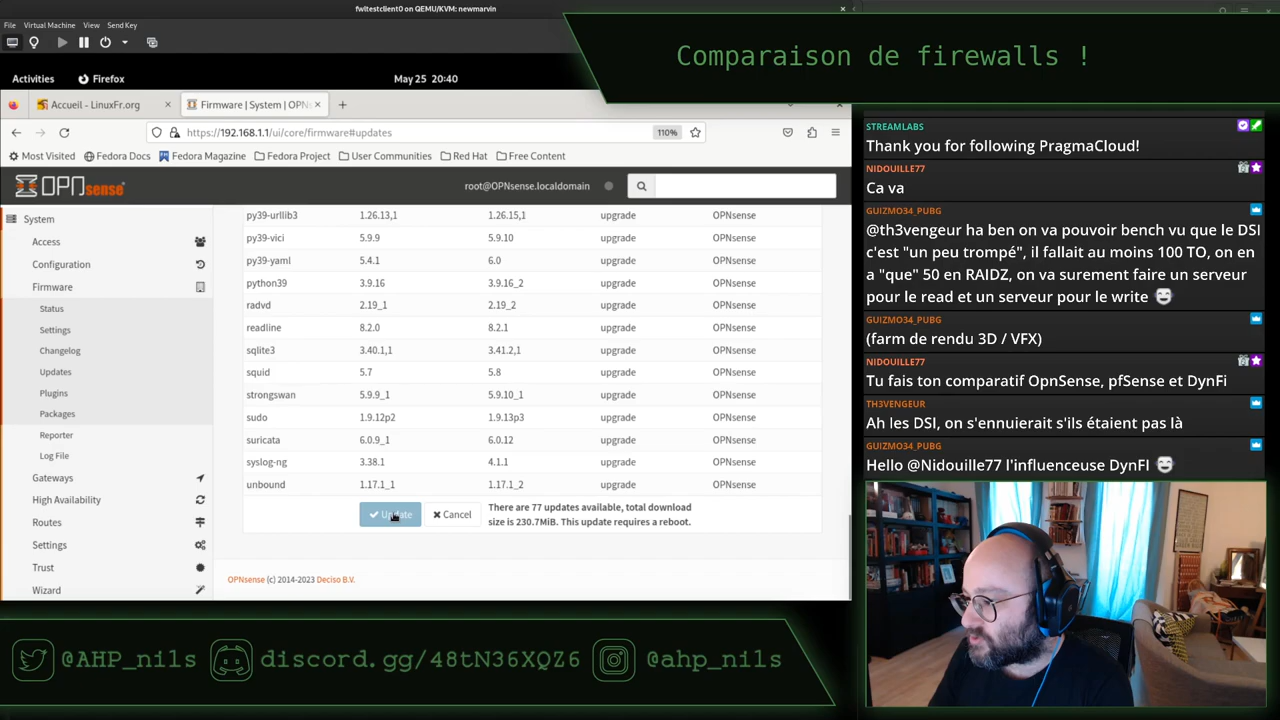 fwltestclient0 on QEMU/KVM: newmarvin
File Virtual Machine View Send Key
Comparaison de firewalls !
Activities Firefox May 25 20:40
Accueil - LinuxFr.org
Firmware | System | OPN
https://192.168.1.1/ui/core/firmware#updates 110%
Most Visited Fedora Docs Fedora Magazine Fedora Project User Communities Red Hat Free Content
OPNsense
root@OPNsense.localdomain
System
Access
Configuration
Firmware
Status
Settings
Changelog
Updates
Plugins
Packages
Reporter
Log File
Gateways
High Availability
Routes
Settings
Trust
Wizard
py39-urllib3 1.26.13,1 1.26.15,1 upgrade OPNsense
py39-vici 5.9.9 5.9.10 upgrade OPNsense
py39-yaml 5.4.1 6.0 upgrade OPNsense
python39 3.9.16 3.9.16_2 upgrade OPNsense
radvd 2.19_1 2.19_2 upgrade OPNsense
readline 8.2.0 8.2.1 upgrade OPNsense
sqlite3 3.40.1,1 3.41.2,1 upgrade OPNsense
squid 5.7 5.8 upgrade OPNsense
strongswan 5.9.9_1 5.9.10_1 upgrade OPNsense
sudo 1.9.12p2 1.9.13p3 upgrade OPNsense
suricata 6.0.9_1 6.0.12 upgrade OPNsense
syslog-ng 3.38.1 4.1.1 upgrade OPNsense
unbound 1.17.1_1 1.17.1_2 upgrade OPNsense
Update Cancel
There are 77 updates available, total download
size is 230.7MiB. This update requires a reboot.
OPNsense (c) 2014-2023 Deciso B.V.
STREAMLABS
Thank you for following PragmaCloud!
NIDOUILLE77
Ca va
GUIZMO34_PUBG
@th3vengeur ha ben on va pouvoir bench vu que le DSI
c'est "un peu trompé", il fallait au moins 100 TO, on en
a "que" 50 en RAIDZ, on va surement faire un serveur
pour le read et un serveur pour le write
GUIZMO34_PUBG
(farm de rendu 3D / VFX)
NIDOUILLE77
Tu fais ton comparatif OpnSense, pfSense et DynFi
TH3VENGEUR
Ah les DSI, on s'ennuierait s'ils étaient pas là
GUIZMO34_PUBG
Hello @Nidouille77 l'influenceuse DynFI
@AHP_nils discord.gg/48tN36XQZ6 @ahp_nils